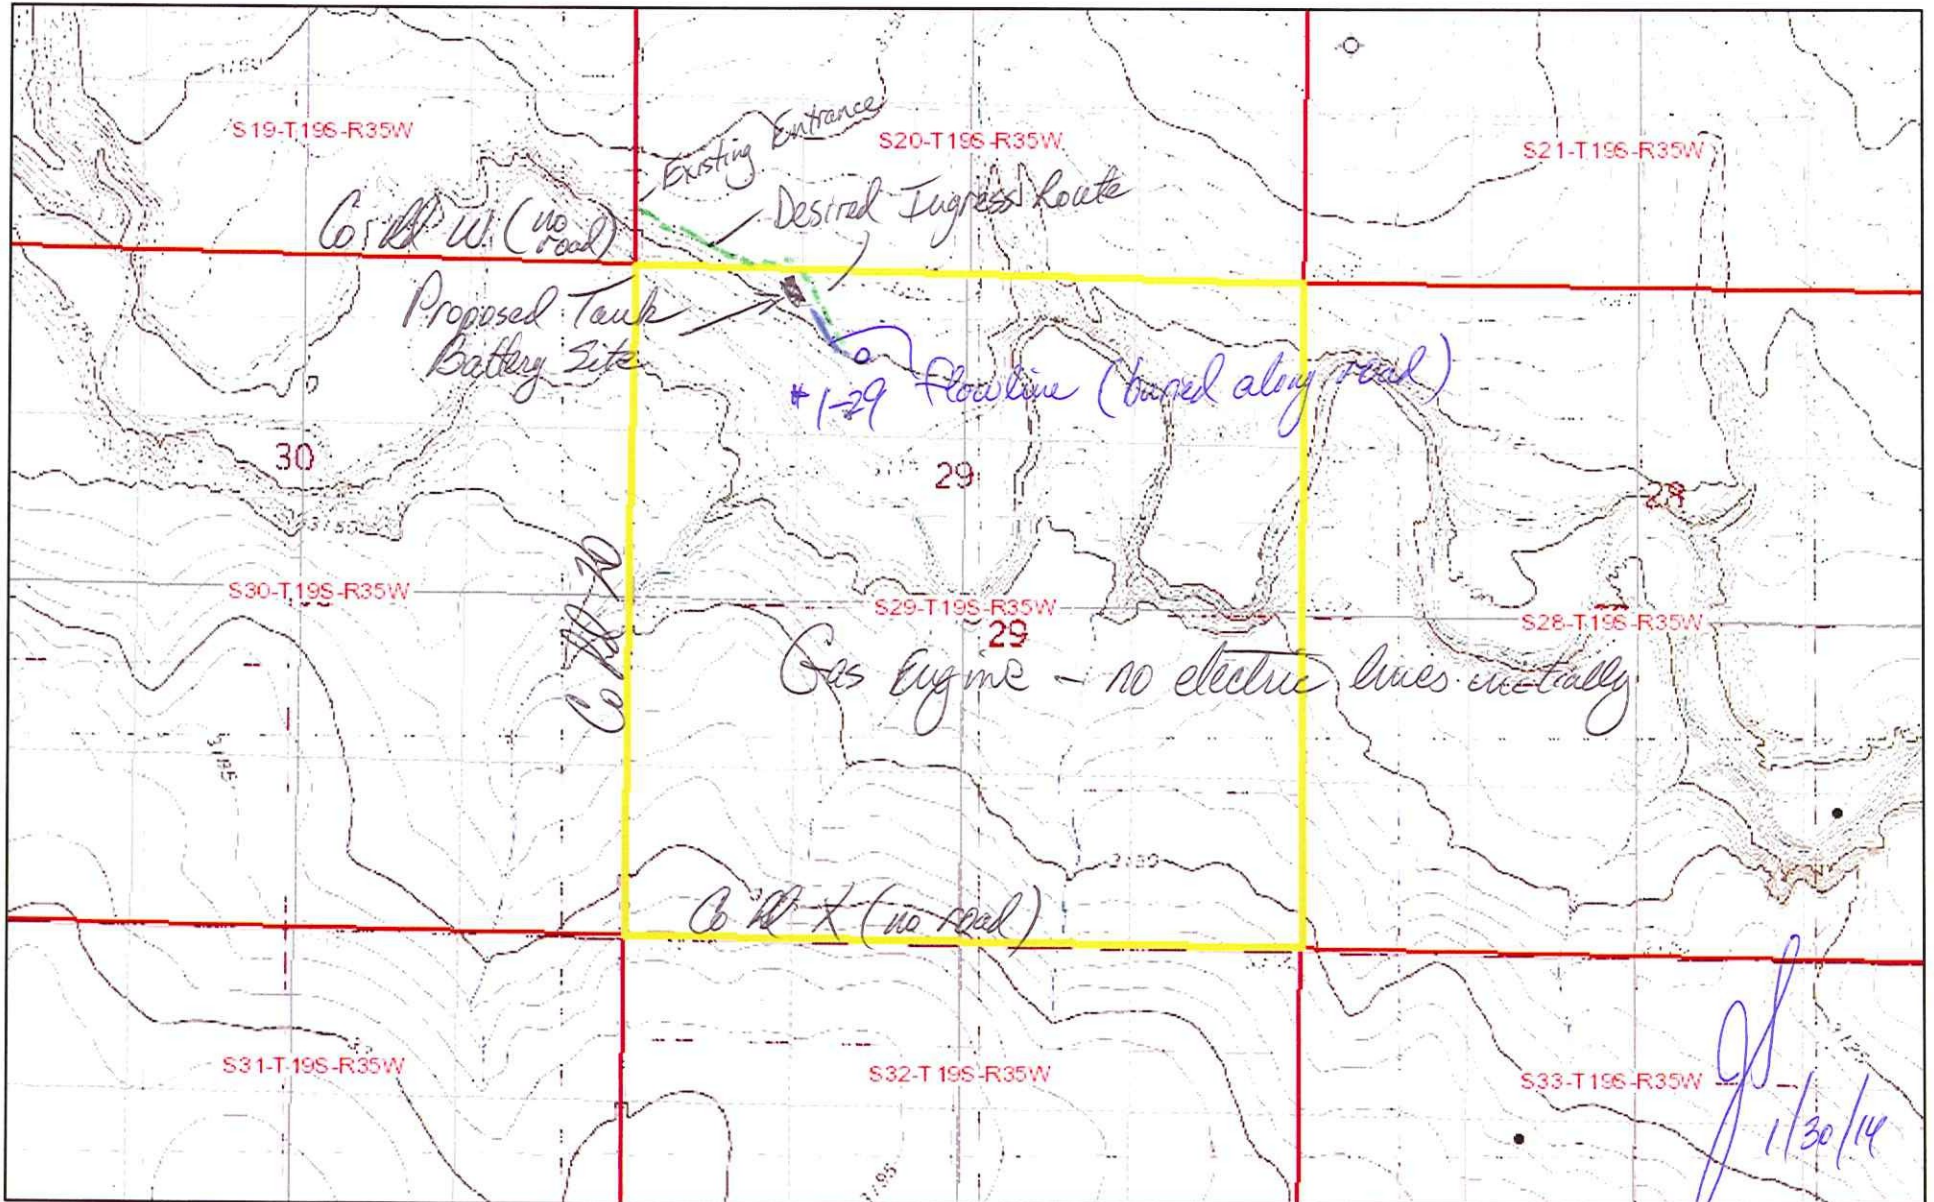 S19-T19S-R35W
S20-T19S-R35W
S21-T19S-R35W
Existing Entrance
Desired Ingress Route
Co Rd W (no road)
Proposed Tank
Battery Site
#1-29 flowline (buried along road)
30
29
28
S30-T19S-R35W
S29-T19S-R35W
29
S28-T19S-R35W
Co Rd 70
Gas Engine - no electric lines initially
Co Rd X (no road)
S31-T19S-R35W
S32-T19S-R35W
S33-T19S-R35W
1/30/14